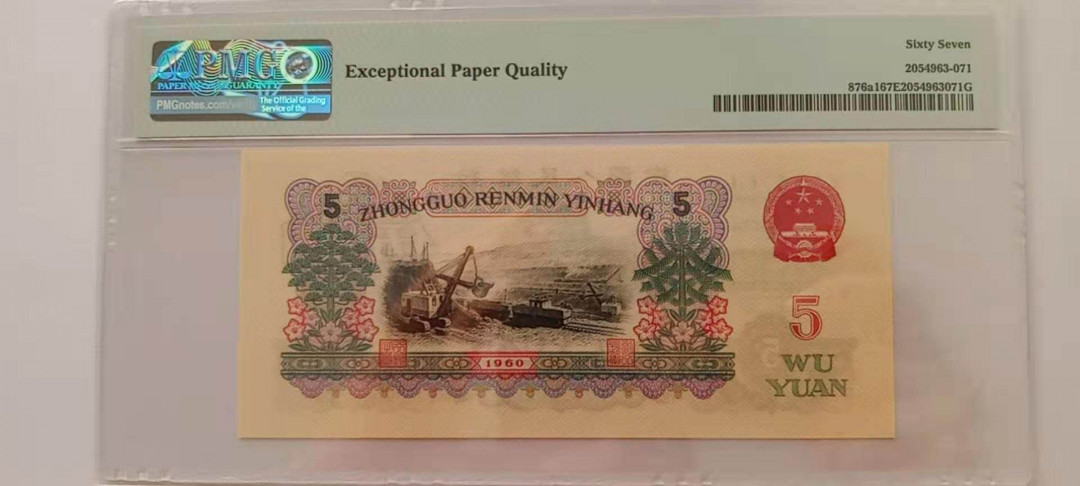 PMG
PAPER MONEY GUARANTY
PMGnotes.com/ver
The Official Grading
Service of the
Exceptional Paper Quality
Sixty Seven
2054963-071
876a167E2054963071G
5 ZHONGGUO RENMIN YINHANG 5
1960
5
WU
YUAN